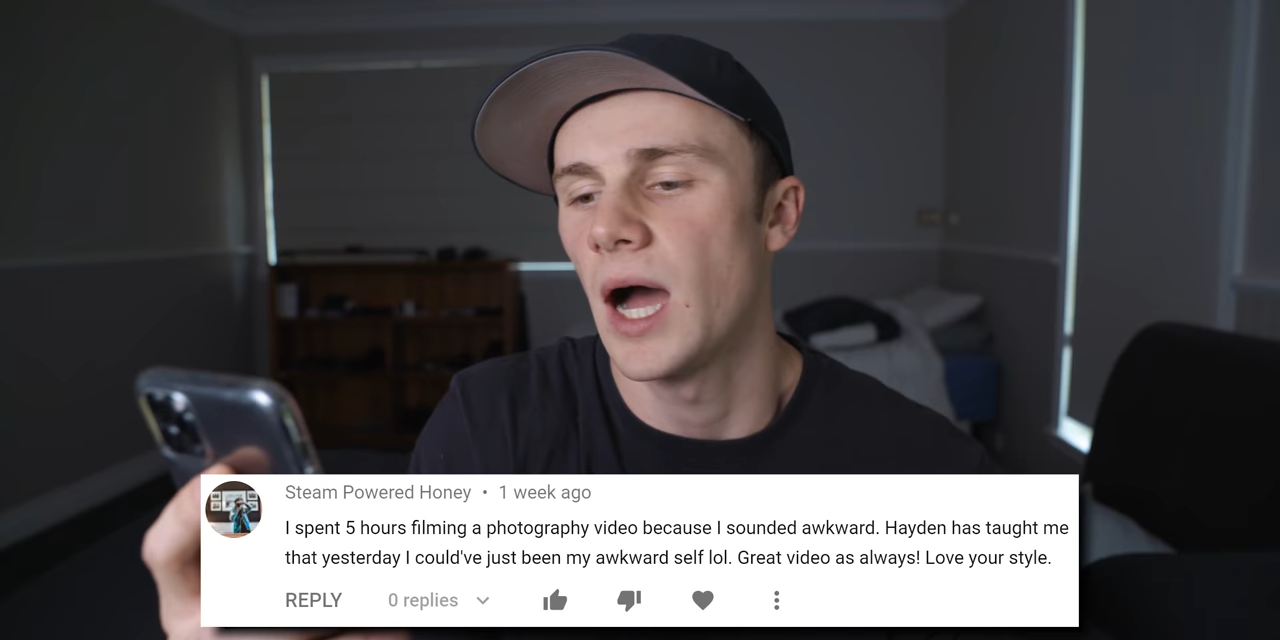 Steam Powered Honey • 1 week ago
I spent 5 hours filming a photography video because I sounded awkward. Hayden has taught me
that yesterday I could've just been my awkward self lol. Great video as always! Love your style.
REPLY 0 replies